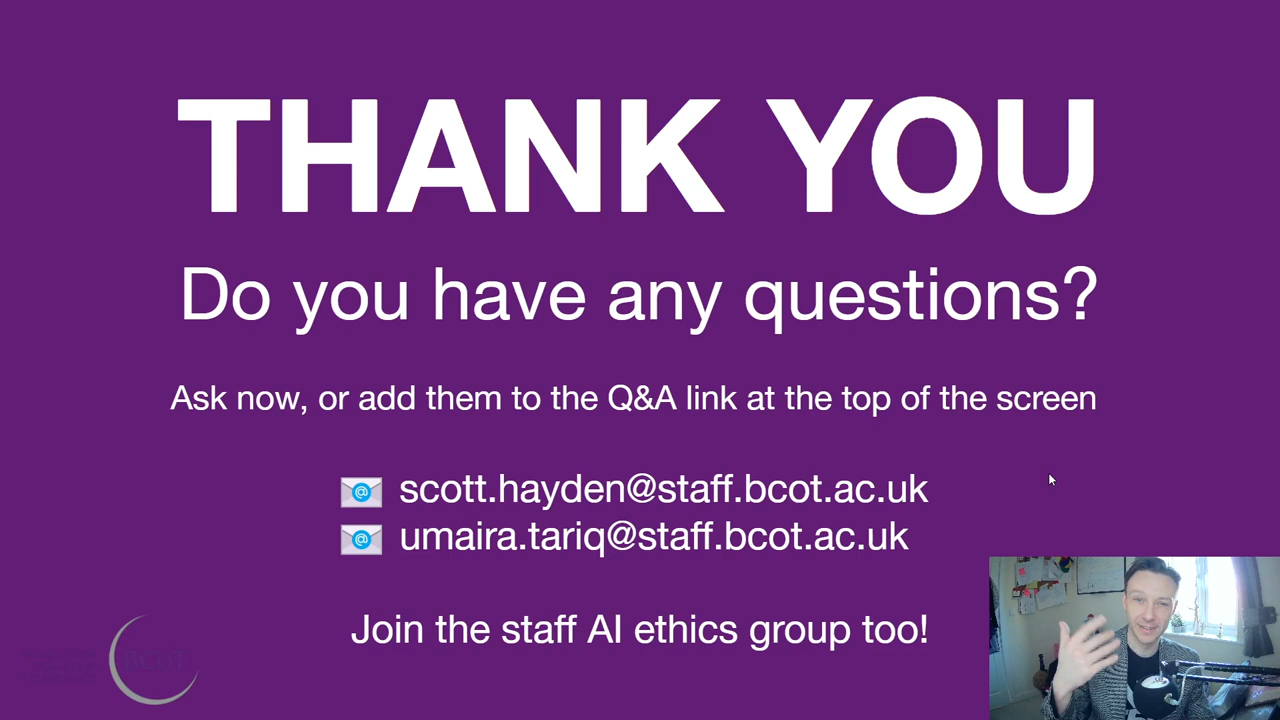 THANK YOU
Do you have any questions?
Ask now, or add them to the Q&A link at the top of the screen
scott.hayden@staff.bcot.ac.uk
umaira.tariq@staff.bcot.ac.uk
Join the staff AI ethics group too!
BCOT